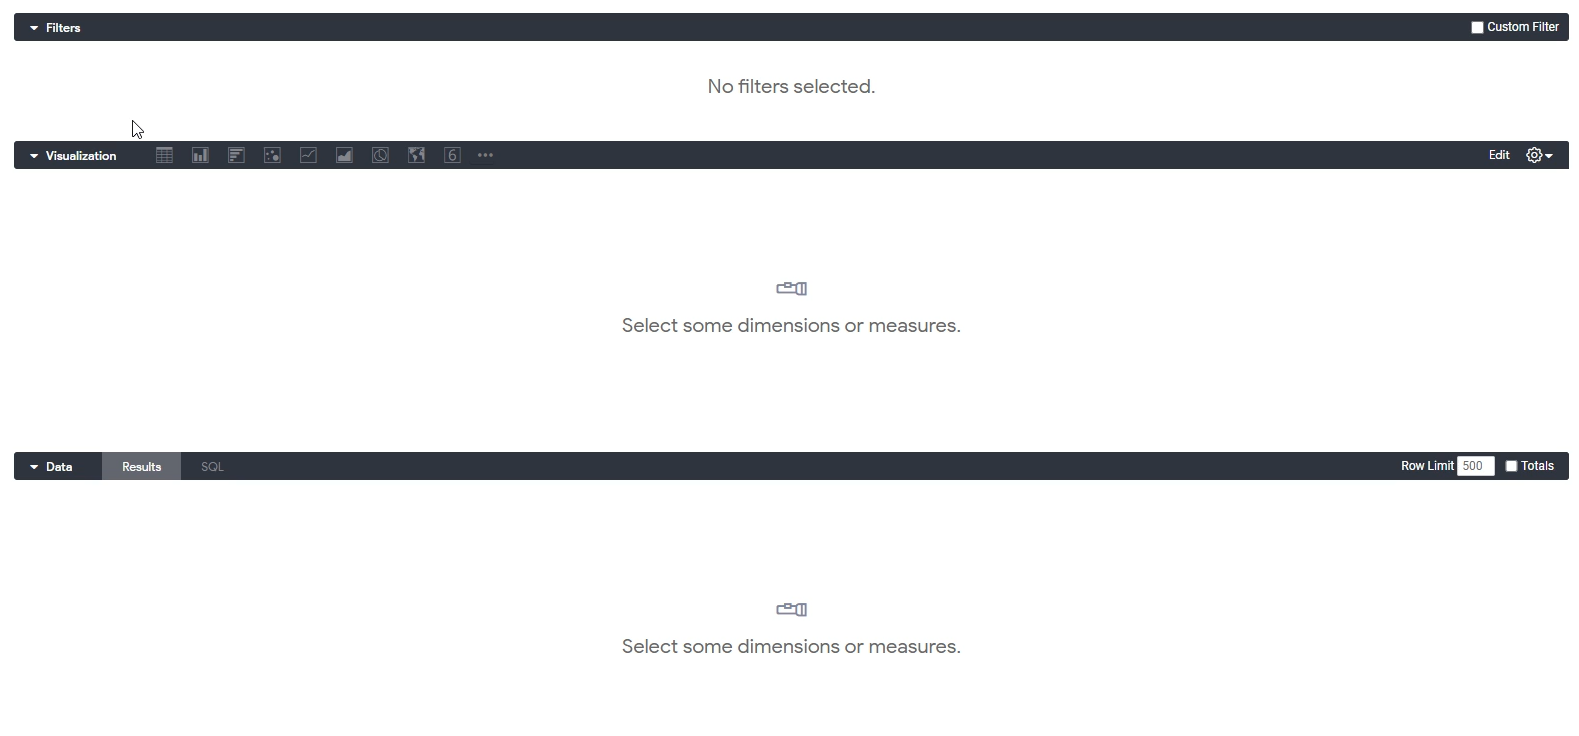 Filters
Custom Filter
No filters selected.
Visualization
6
Edit
Select some dimensions or measures.
Data
Results
SQL
Row Limit 500
Totals
Select some dimensions or measures.